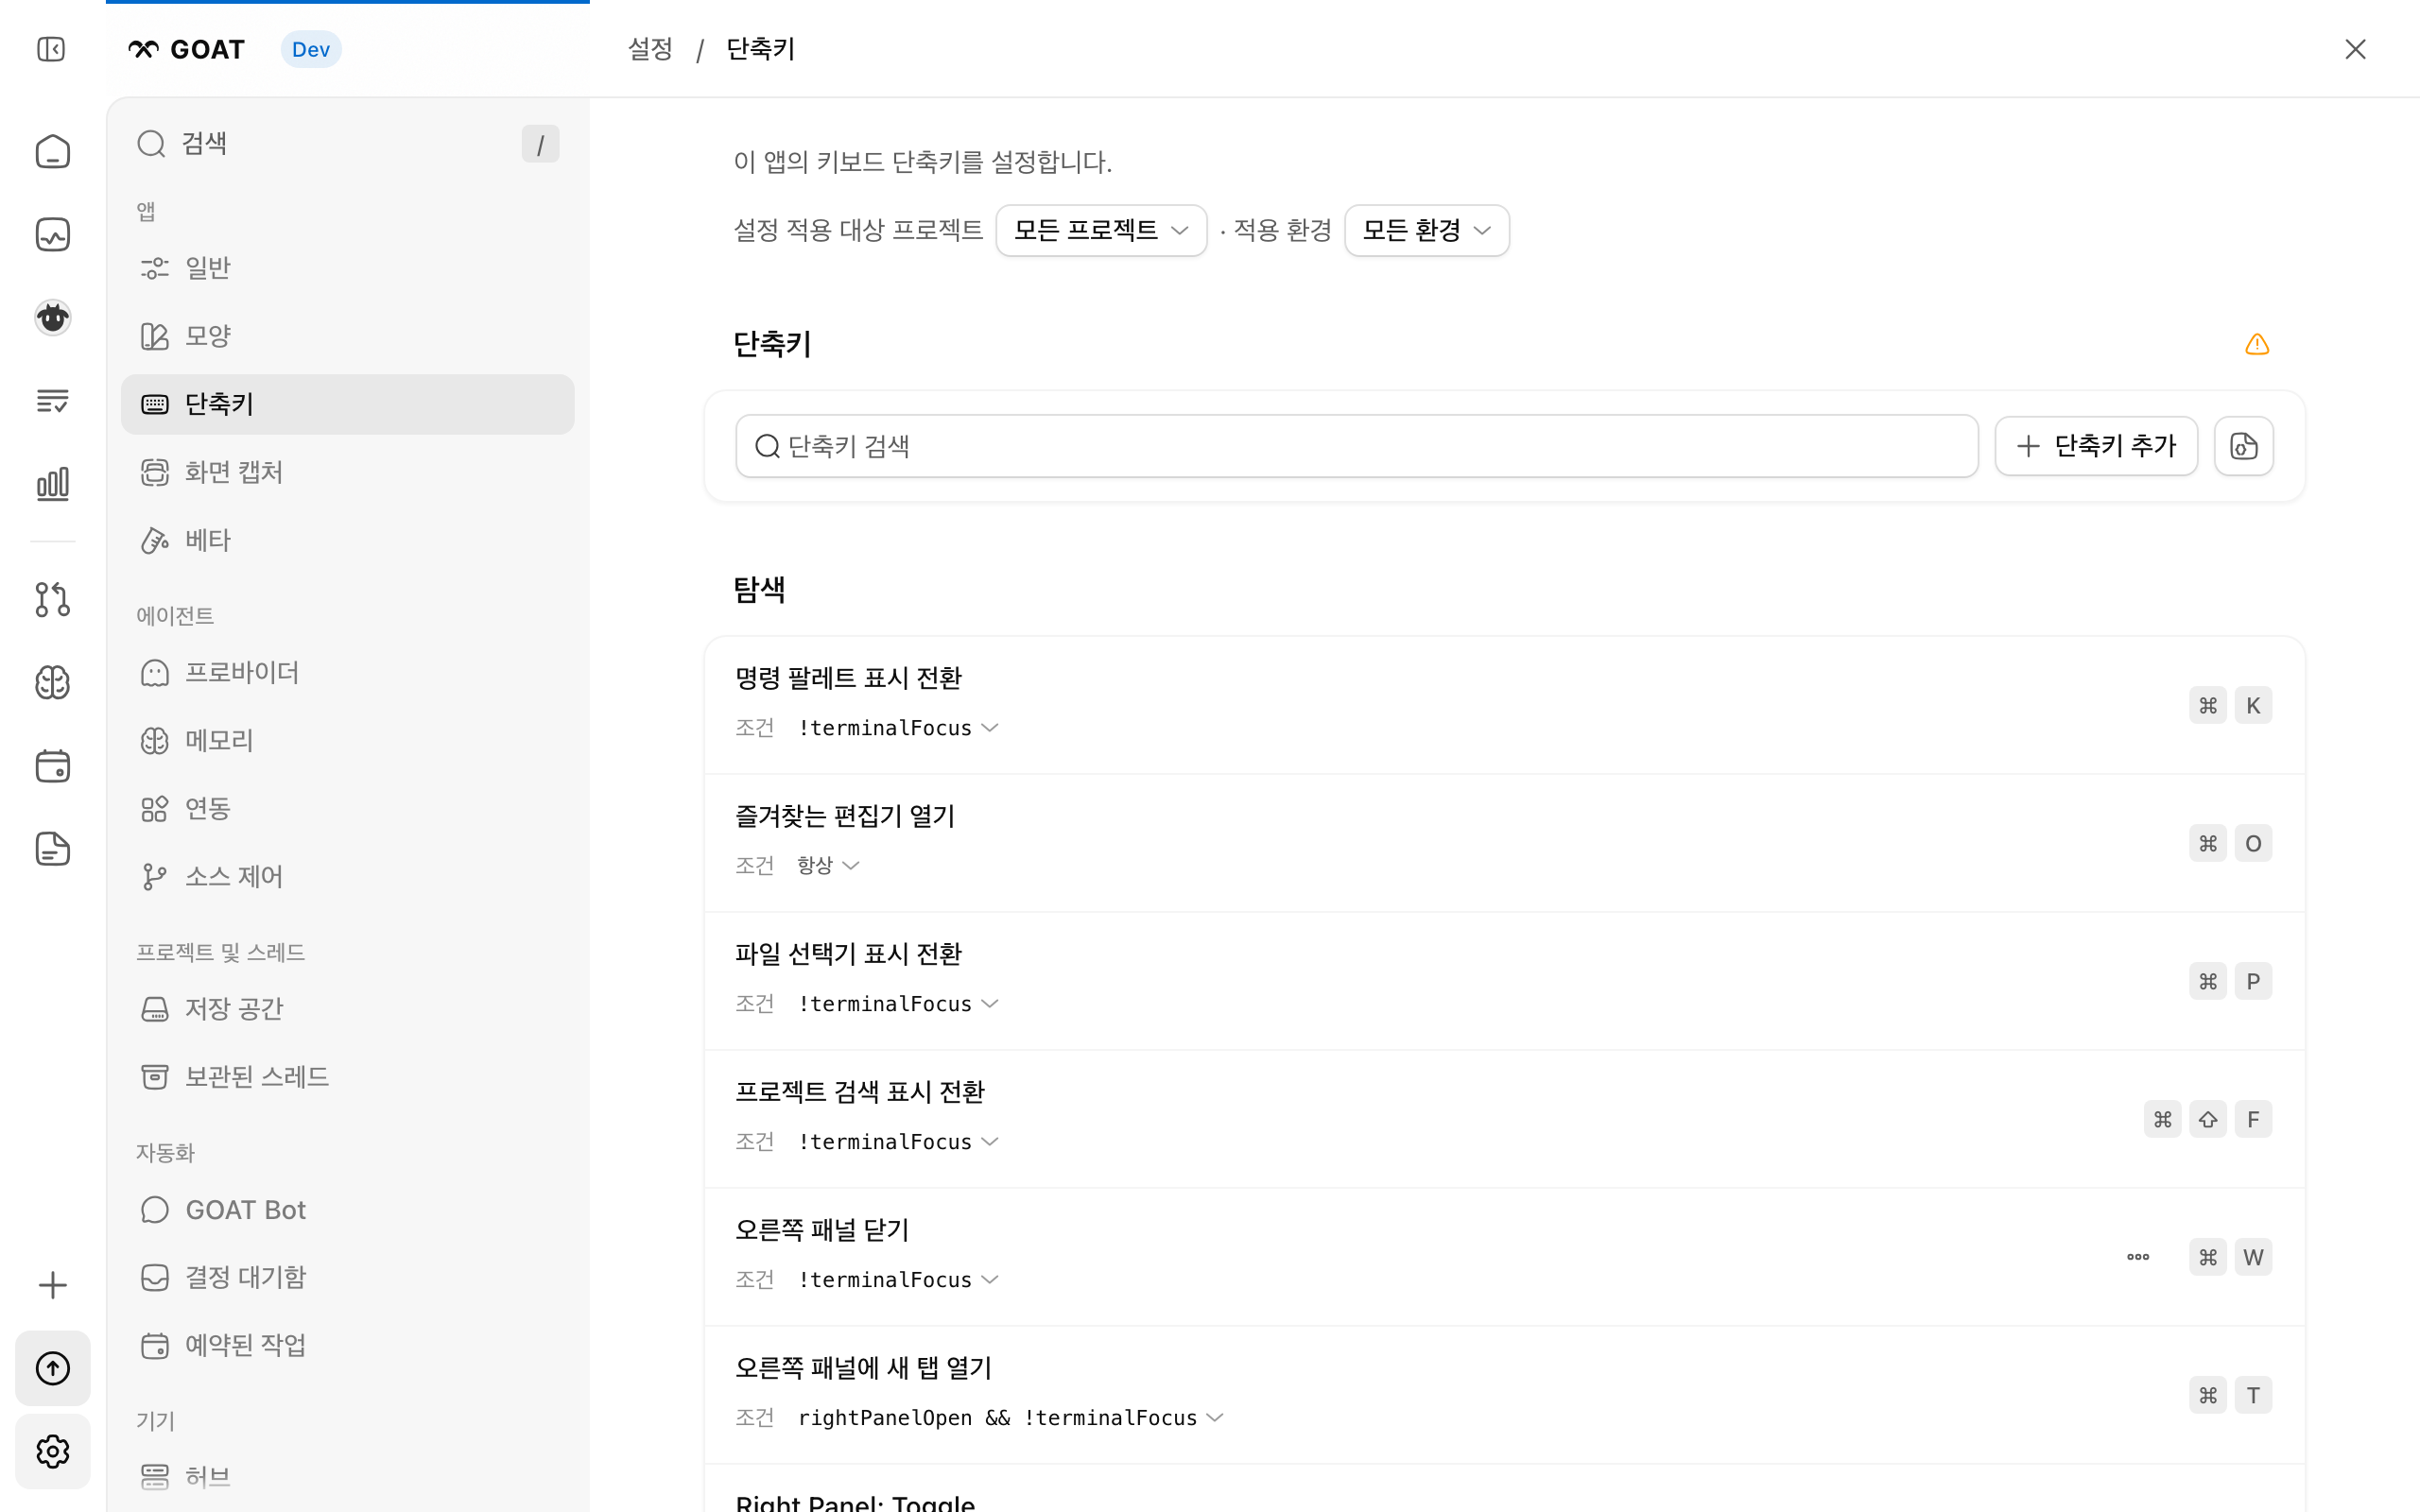 GOAT
Dev
설정 / 단축키
검색
/
앱
일반
모양
단축키
화면 캡처
베타
에이전트
프로바이더
메모리
연동
소스 제어
프로젝트 및 스레드
저장 공간
보관된 스레드
자동화
GOAT Bot
결정 대기함
예약된 작업
기기
허브
이 앱의 키보드 단축키를 설정합니다.
설정 적용 대상 프로젝트 모든 프로젝트 · 적용 환경 모든 환경
단축키
단축키 검색
단축키 추가
탐색
명령 팔레트 표시 전환
조건 !terminalFocus
⌘ K
즐겨찾는 편집기 열기
조건 항상
⌘ O
파일 선택기 표시 전환
조건 !terminalFocus
⌘ P
프로젝트 검색 표시 전환
조건 !terminalFocus
⌘ ⇧ F
오른쪽 패널 닫기
조건 !terminalFocus
⌘ W
오른쪽 패널에 새 탭 열기
조건 rightPanelOpen && !terminalFocus
⌘ T
Right Panel: Toggle